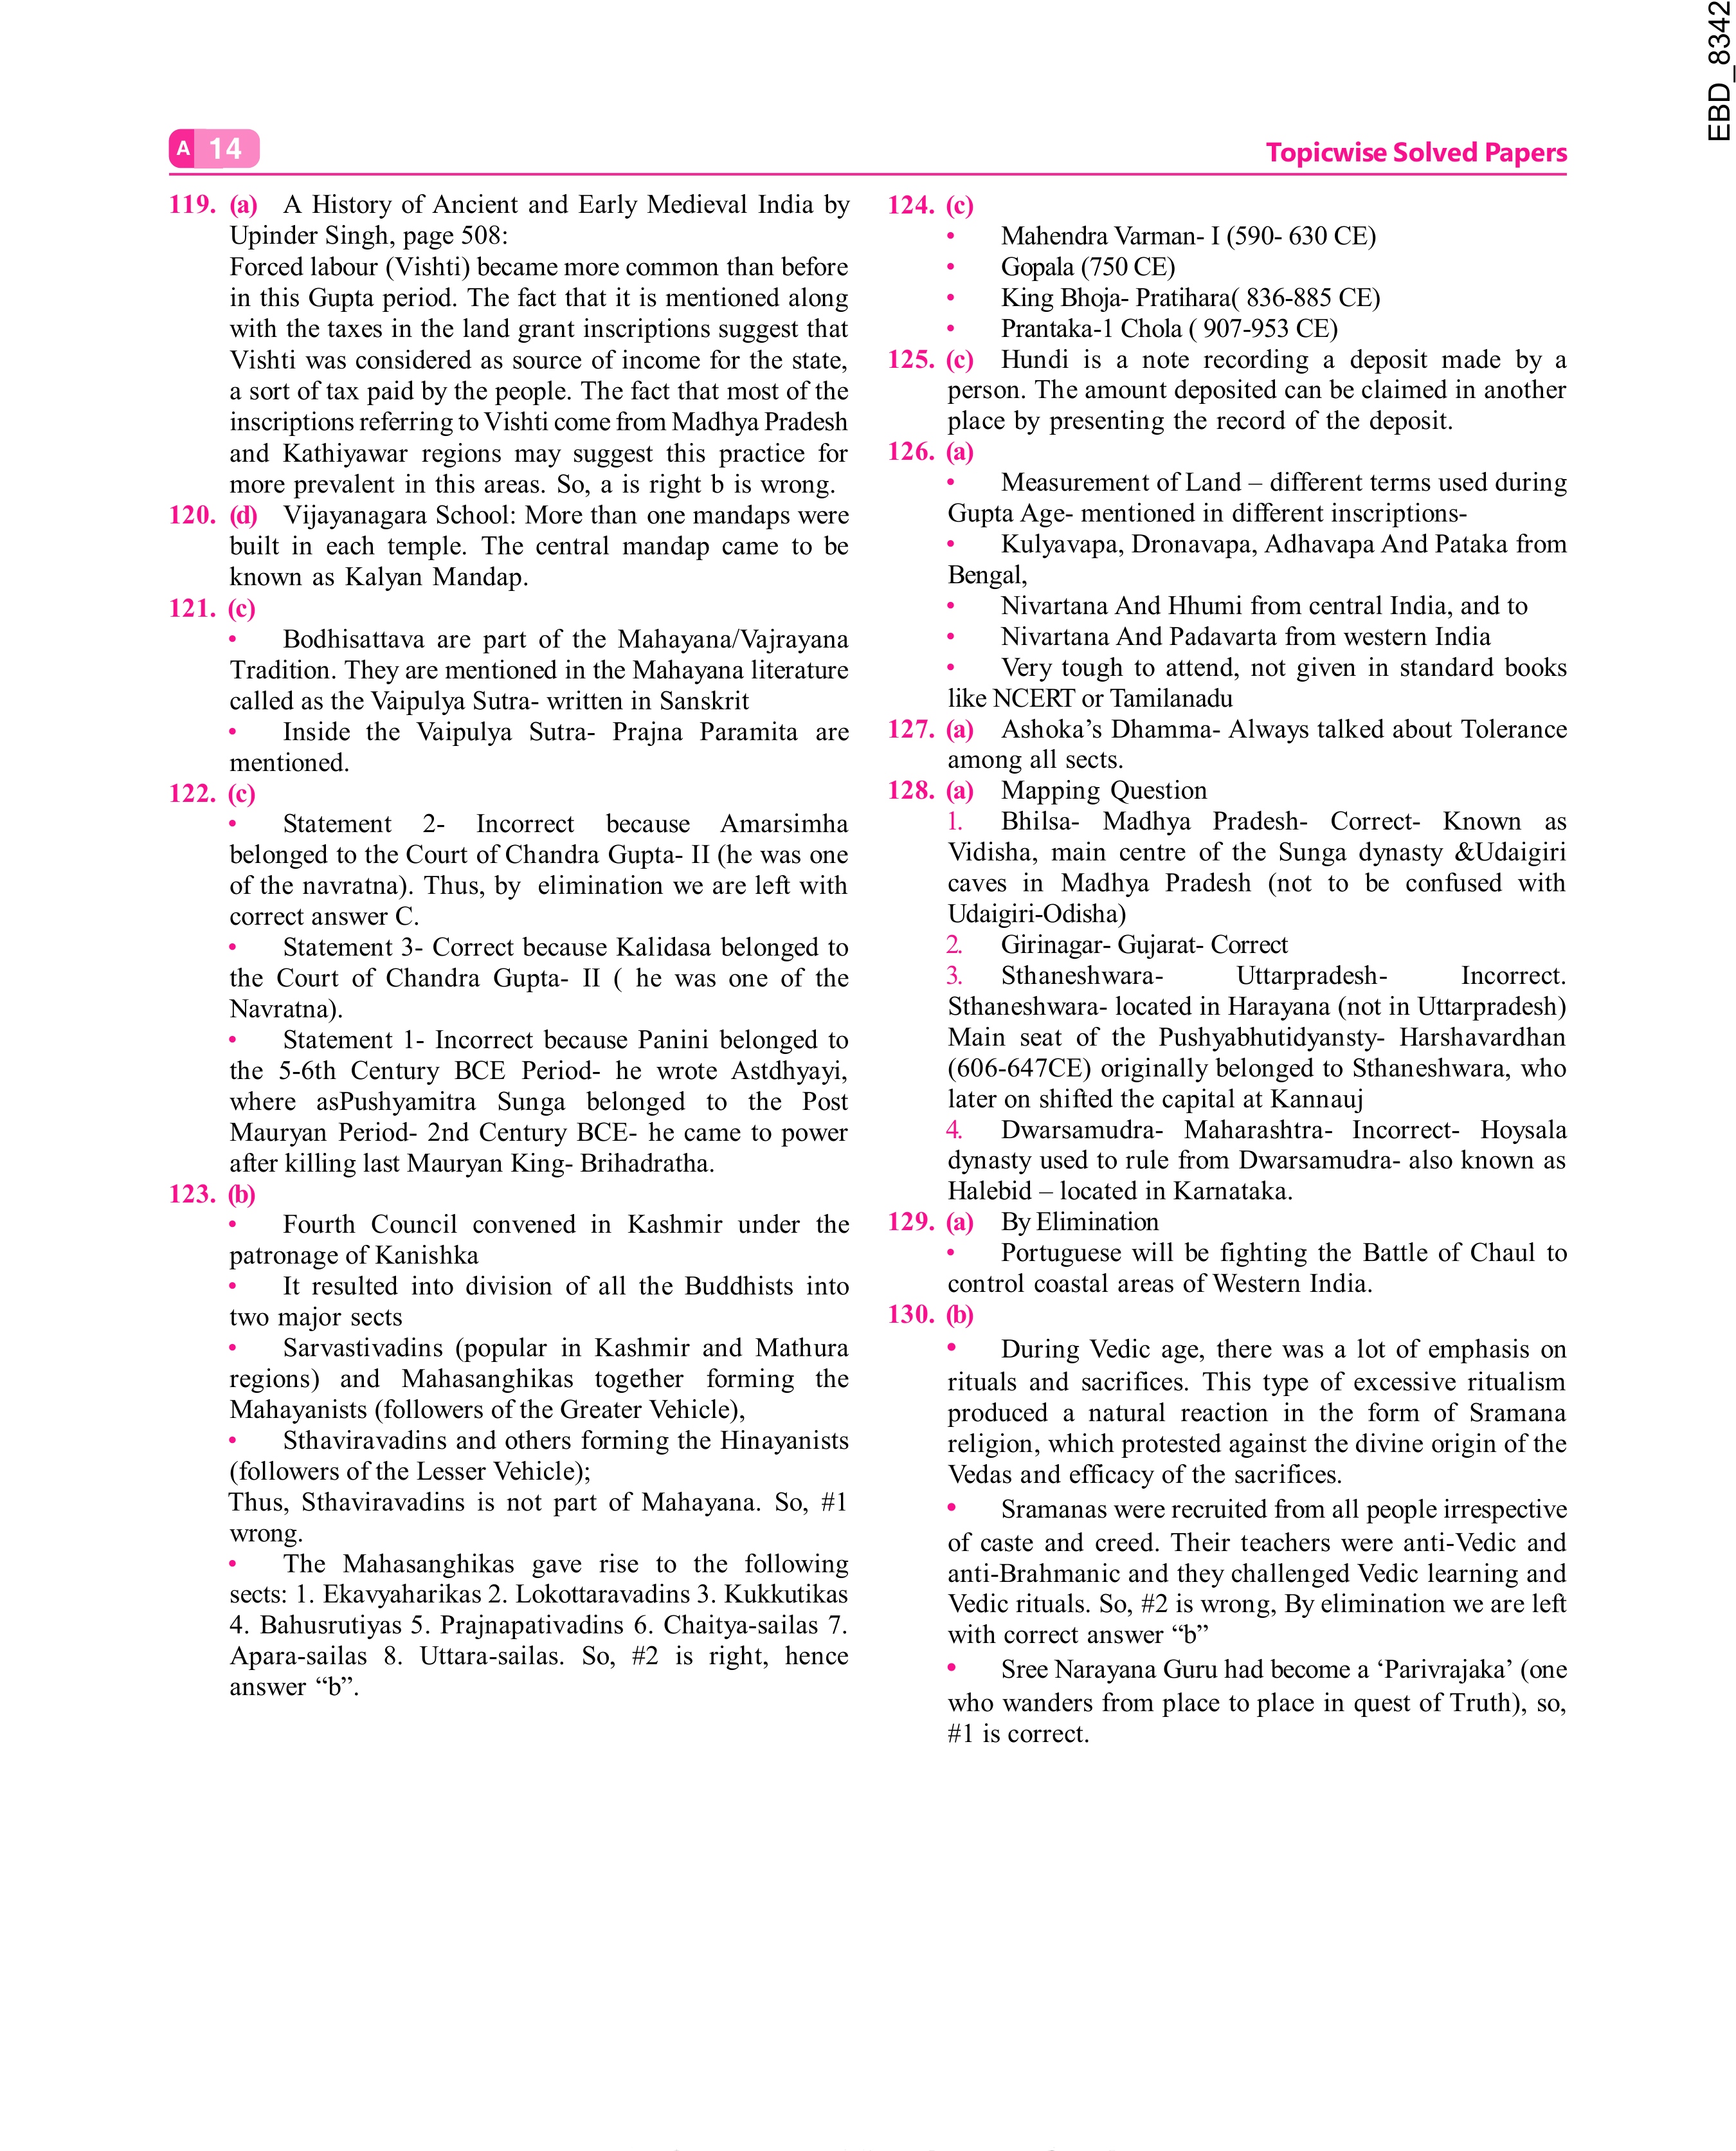 EBD_8342
A 14
Topicwise Solved Papers
119. (a) A History of Ancient and Early Medieval India by
Upinder Singh, page 508:
Forced labour (Vishti) became more common than before
in this Gupta period. The fact that it is mentioned along
with the taxes in the land grant inscriptions suggest that
Vishti was considered as source of income for the state,
a sort of tax paid by the people. The fact that most of the
inscriptions referring to Vishti come from Madhya Pradesh
and Kathiyawar regions may suggest this practice for
more prevalent in this areas. So, a is right b is wrong.
120. (d) Vijayanagara School: More than one mandaps were
built in each temple. The central mandap came to be
known as Kalyan Mandap.
121. (c)
• Bodhisattava are part of the Mahayana/Vajrayana
Tradition. They are mentioned in the Mahayana literature
called as the Vaipulya Sutra- written in Sanskrit
• Inside the Vaipulya Sutra- Prajna Paramita are
mentioned.
122. (c)
• Statement 2- Incorrect because Amarsimha
belonged to the Court of Chandra Gupta- II (he was one
of the navratna). Thus, by elimination we are left with
correct answer C.
• Statement 3- Correct because Kalidasa belonged to
the Court of Chandra Gupta- II ( he was one of the
Navratna).
• Statement 1- Incorrect because Panini belonged to
the 5-6th Century BCE Period- he wrote Astdhyayi,
where asPushyamitra Sunga belonged to the Post
Mauryan Period- 2nd Century BCE- he came to power
after killing last Mauryan King- Brihadratha.
123. (b)
• Fourth Council convened in Kashmir under the
patronage of Kanishka
• It resulted into division of all the Buddhists into
two major sects
• Sarvastivadins (popular in Kashmir and Mathura
regions) and Mahasanghikas together forming the
Mahayanists (followers of the Greater Vehicle),
• Sthaviravadins and others forming the Hinayanists
(followers of the Lesser Vehicle);
Thus, Sthaviravadins is not part of Mahayana. So, #1
wrong.
• The Mahasanghikas gave rise to the following
sects: 1. Ekavyaharikas 2. Lokottaravadins 3. Kukkutikas
4. Bahusrutiyas 5. Prajnapativadins 6. Chaitya-sailas 7.
Apara-sailas 8. Uttara-sailas. So, #2 is right, hence
answer “b”.
124. (c)
• Mahendra Varman- I (590- 630 CE)
• Gopala (750 CE)
• King Bhoja- Pratihara( 836-885 CE)
• Prantaka-1 Chola ( 907-953 CE)
125. (c) Hundi is a note recording a deposit made by a
person. The amount deposited can be claimed in another
place by presenting the record of the deposit.
126. (a)
• Measurement of Land – different terms used during
Gupta Age- mentioned in different inscriptions-
• Kulyavapa, Dronavapa, Adhavapa And Pataka from
Bengal,
• Nivartana And Hhumi from central India, and to
• Nivartana And Padavarta from western India
• Very tough to attend, not given in standard books
like NCERT or Tamilanadu
127. (a) Ashoka’s Dhamma- Always talked about Tolerance
among all sects.
128. (a) Mapping Question
1. Bhilsa- Madhya Pradesh- Correct- Known as
Vidisha, main centre of the Sunga dynasty &Udaigiri
caves in Madhya Pradesh (not to be confused with
Udaigiri-Odisha)
2. Girinagar- Gujarat- Correct
3. Sthaneshwara- Uttarpradesh- Incorrect.
Sthaneshwara- located in Harayana (not in Uttarpradesh)
Main seat of the Pushyabhutidyansty- Harshavardhan
(606-647CE) originally belonged to Sthaneshwara, who
later on shifted the capital at Kannauj
4. Dwarsamudra- Maharashtra- Incorrect- Hoysala
dynasty used to rule from Dwarsamudra- also known as
Halebid – located in Karnataka.
129. (a) By Elimination
• Portuguese will be fighting the Battle of Chaul to
control coastal areas of Western India.
130. (b)
• During Vedic age, there was a lot of emphasis on
rituals and sacrifices. This type of excessive ritualism
produced a natural reaction in the form of Sramana
religion, which protested against the divine origin of the
Vedas and efficacy of the sacrifices.
• Sramanas were recruited from all people irrespective
of caste and creed. Their teachers were anti-Vedic and
anti-Brahmanic and they challenged Vedic learning and
Vedic rituals. So, #2 is wrong, By elimination we are left
with correct answer “b”
• Sree Narayana Guru had become a ‘Parivrajaka’ (one
who wanders from place to place in quest of Truth), so,
#1 is correct.